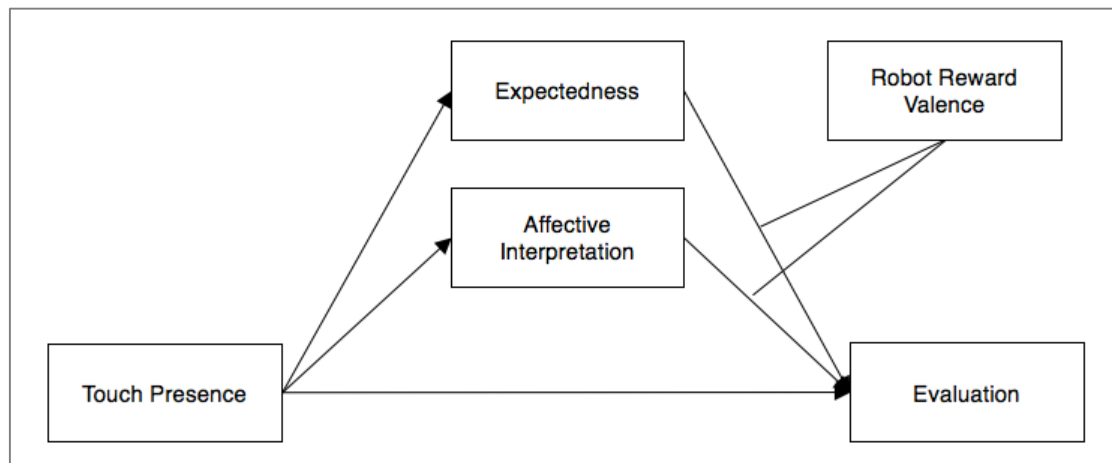 Expectedness
Robot Reward
Valence
Affective
Interpretation
Touch Presence
Evaluation